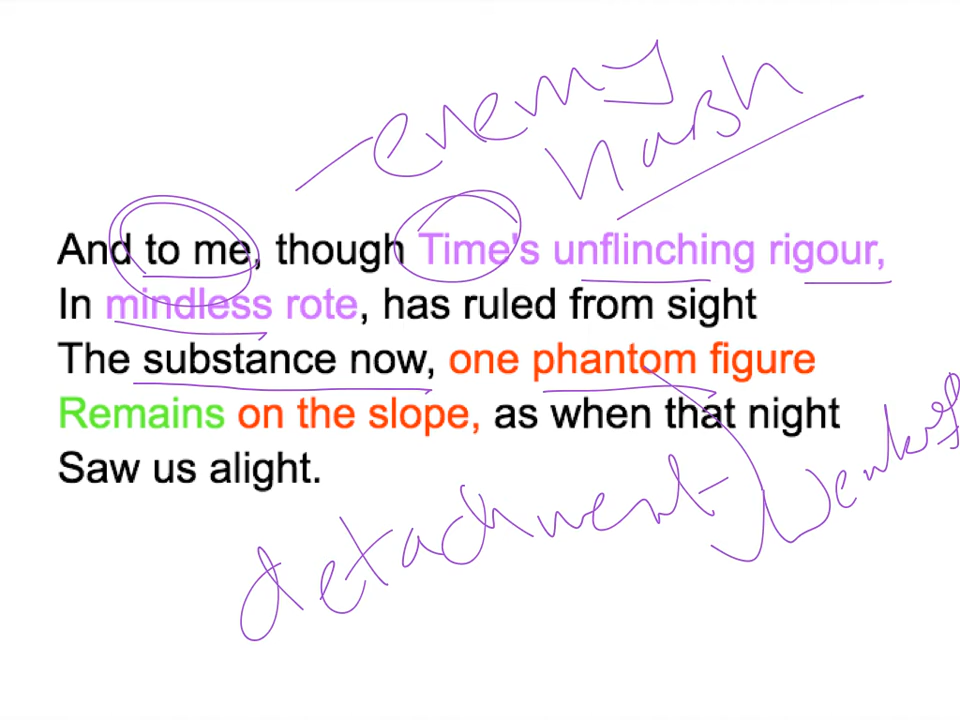 -enemy
harsh
And to me, though Time's unflinching rigour,
In mindless rote, has ruled from sight
The substance now, one phantom figure
Remains on the slope, as when that night
Saw us alight.
detachment